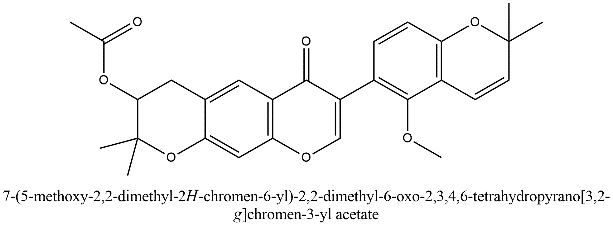 O
O
O
O
O
O
O
7-(5-methoxy-2,2-dimethyl-2H-chromen-6-yl)-2,2-dimethyl-6-oxo-2,3,4,6-tetrahydropyrano[3,2-
g]chromen-3-yl acetate